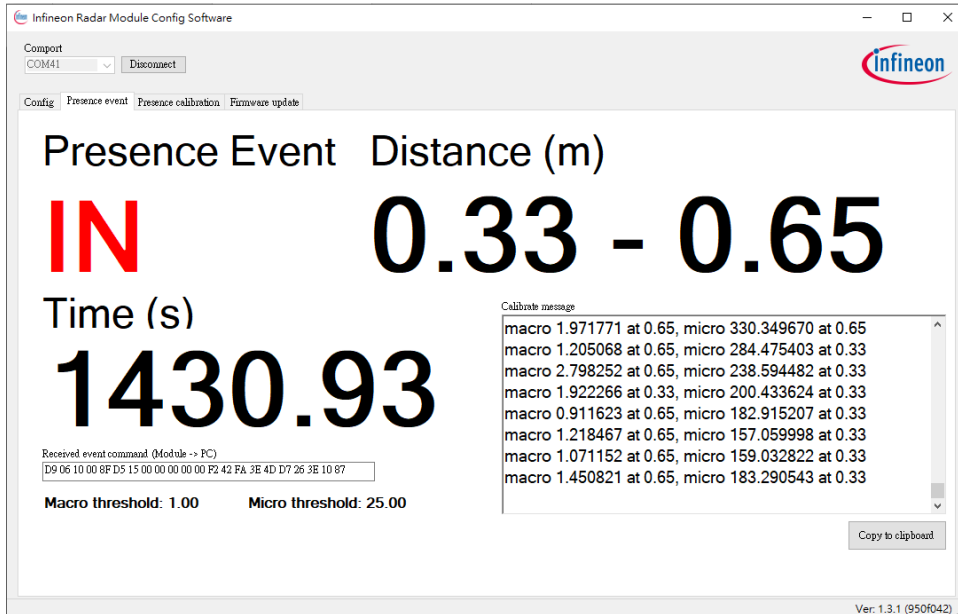 Infineon Radar Module Config Software
Comport
COM41
Disconnect
infineon
Config
Presence event
Presence calibration
Firmware update
Presence Event
Distance (m)
IN
0.33 - 0.65
Time (s)
1430.93
Calibrate message
macro 1.971771 at 0.65, micro 330.349670 at 0.65
macro 1.205068 at 0.65, micro 284.475403 at 0.33
macro 2.798252 at 0.65, micro 238.594482 at 0.33
macro 1.922266 at 0.33, micro 200.433624 at 0.33
macro 0.911623 at 0.65, micro 182.915207 at 0.33
macro 1.218467 at 0.65, micro 157.059998 at 0.33
macro 1.071152 at 0.65, micro 159.032822 at 0.33
macro 1.450821 at 0.65, micro 183.290543 at 0.33
Received event command (Module -> PC)
D9 06 10 00 8F D5 15 00 00 00 00 00 F2 42 FA 3E 4D D7 26 3E 10 87
Macro threshold: 1.00
Micro threshold: 25.00
Copy to clipboard
Ver: 1.3.1 (950f042)